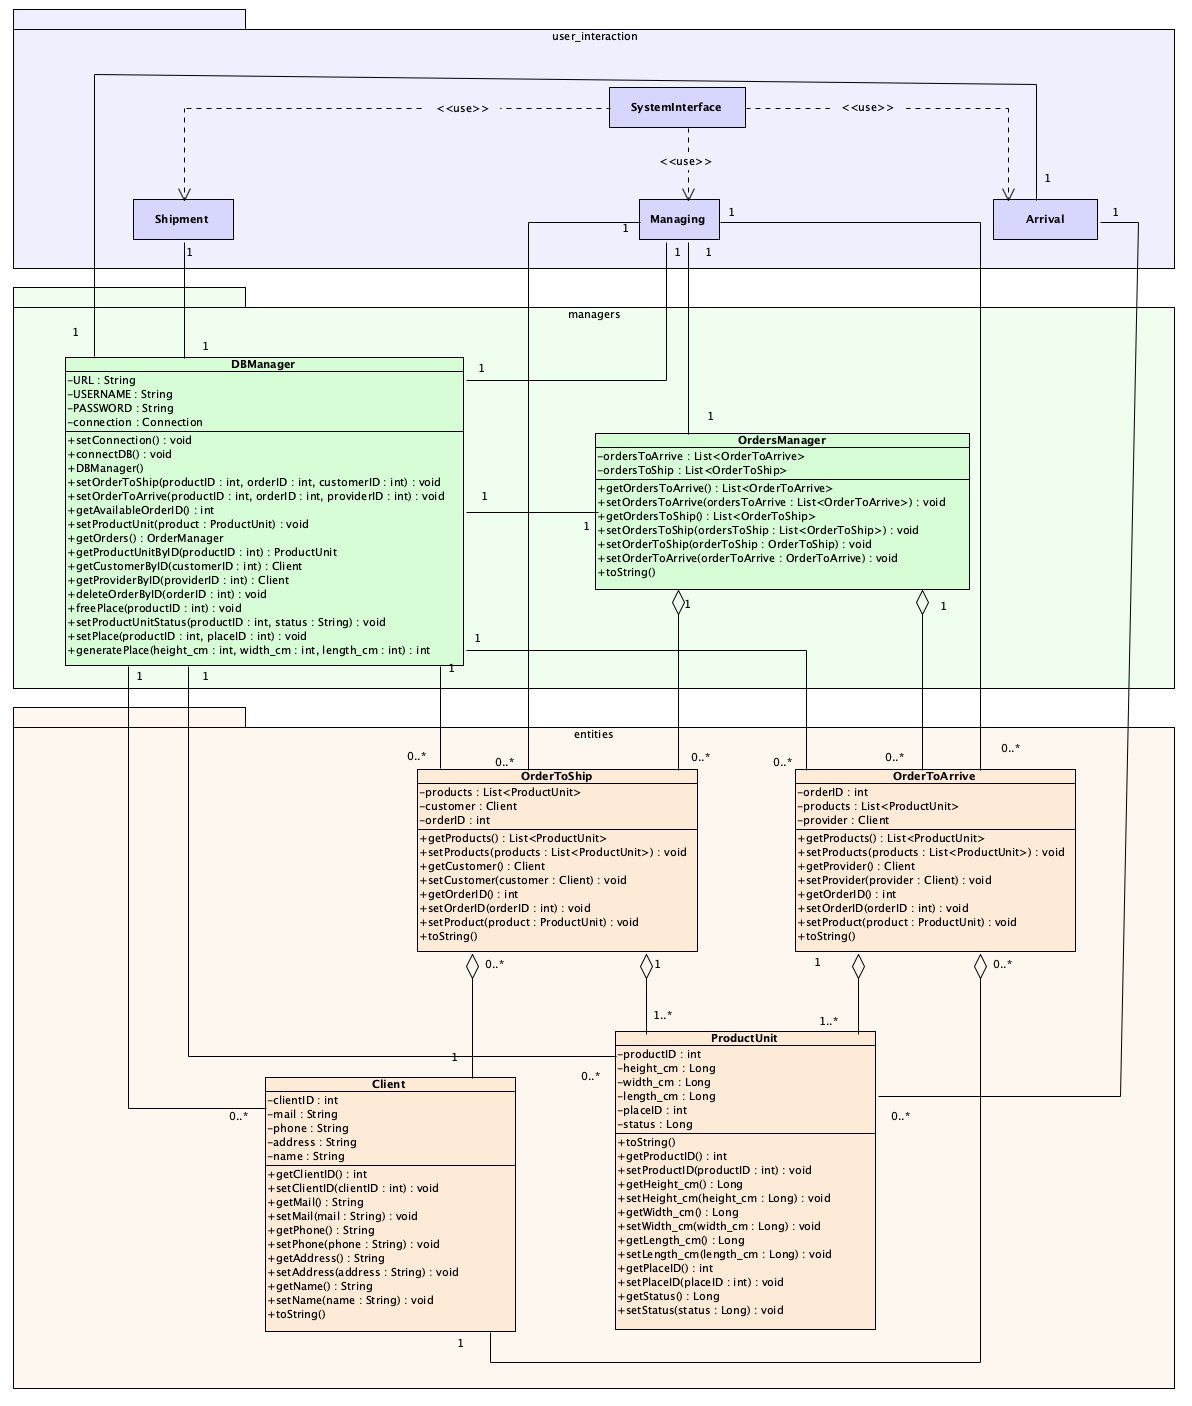 user_interaction
SystemInterface
<<use>>
<<use>>
<<use>>
Shipment
Managing
Arrival
1
1
1
1
1
1
1
managers
1
1
1
1
1
1
DBManager
-URL : String
-USERNAME : String
-PASSWORD : String
-connection : Connection
+setConnection() : void
+connectDB() : void
+DBManager()
+setOrderToShip(productID : int, orderID : int, customerID : int) : void
+setOrderToArrive(productID : int, orderID : int, providerID : int) : void
+getAvailableOrderID() : int
+setProductUnit(product : ProductUnit) : void
+getOrders() : OrderManager
+getProductUnitByID(productID : int) : ProductUnit
+getCustomerByID(customerID : int) : Client
+getProviderByID(providerID : int) : Client
+deleteOrderByID(orderID : int) : void
+freePlace(productID : int) : void
+setProductUnitStatus(productID : int, status : String) : void
+setPlace(productID : int, placeID : int) : void
+generatePlace(height_cm : int, width_cm : int, length_cm : int) : int
OrdersManager
-ordersToArrive : List<OrderToArrive>
-ordersToShip : List<OrderToShip>
+getOrdersToArrive() : List<OrderToArrive>
+setOrdersToArrive(ordersToArrive : List<OrderToArrive>) : void
+getOrdersToShip() : List<OrderToShip>
+setOrdersToShip(ordersToShip : List<OrderToShip>) : void
+setOrderToShip(orderToShip : OrderToShip) : void
+setOrderToArrive(orderToArrive : OrderToArrive) : void
+toString()
1
1
1
1
1
1
entities
0..*
0..*
0..*
0..*
0..*
0..*
OrderToShip
-products : List<ProductUnit>
-customer : Client
-orderID : int
+getProducts() : List<ProductUnit>
+setProducts(products : List<ProductUnit>) : void
+getCustomer() : Client
+setCustomer(customer : Client) : void
+getOrderID() : int
+setOrderID(orderID : int) : void
+setProduct(product : ProductUnit) : void
+toString()
OrderToArrive
-orderID : int
-products : List<ProductUnit>
-provider : Client
+getProducts() : List<ProductUnit>
+setProducts(products : List<ProductUnit>) : void
+getProvider() : Client
+setProvider(provider : Client) : void
+getOrderID() : int
+setOrderID(orderID : int) : void
+setProduct(product : ProductUnit) : void
+toString()
0..*
1
1
0..*
1..*
1..*
1
0..*
0..*
0..*
Client
-clientID : int
-mail : String
-phone : String
-address : String
-name : String
+getClientID() : int
+setClientID(clientID : int) : void
+getMail() : String
+setMail(mail : String) : void
+getPhone() : String
+setPhone(phone : String) : void
+getAddress() : String
+setAddress(address : String) : void
+getName() : String
+setName(name : String) : void
+toString()
1
ProductUnit
-productID : int
-height_cm : Long
-width_cm : Long
-length_cm : Long
-placeID : int
-status : Long
+toString()
+getProductID() : int
+setProductID(productID : int) : void
+getHeight_cm() : Long
+setHeight_cm(height_cm : Long) : void
+getWidth_cm() : Long
+setWidth_cm(width_cm : Long) : void
+getLength_cm() : Long
+setLength_cm(length_cm : Long) : void
+getPlaceID() : int
+setPlaceID(placeID : int) : void
+getStatus() : Long
+setStatus(status : Long) : void